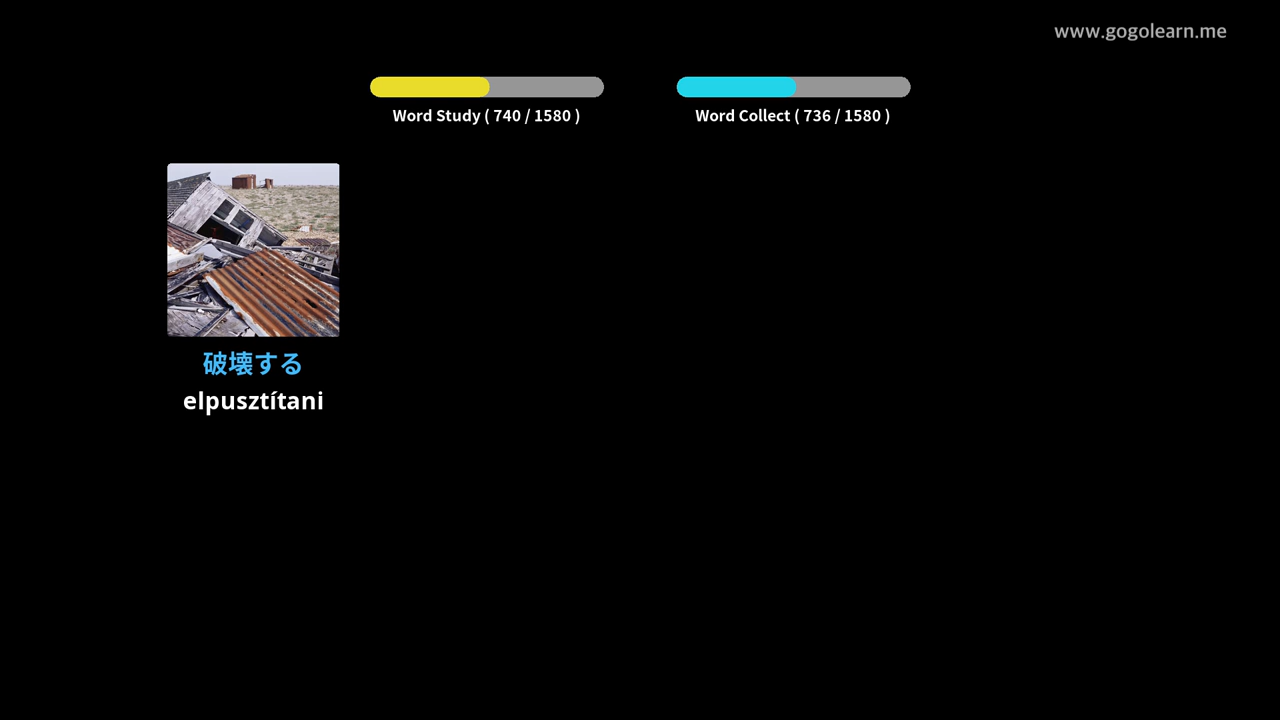 www.gogolearn.me
Word Study ( 740 / 1580 )
Word Collect ( 736 / 1580 )
破壊する
elpusztítani